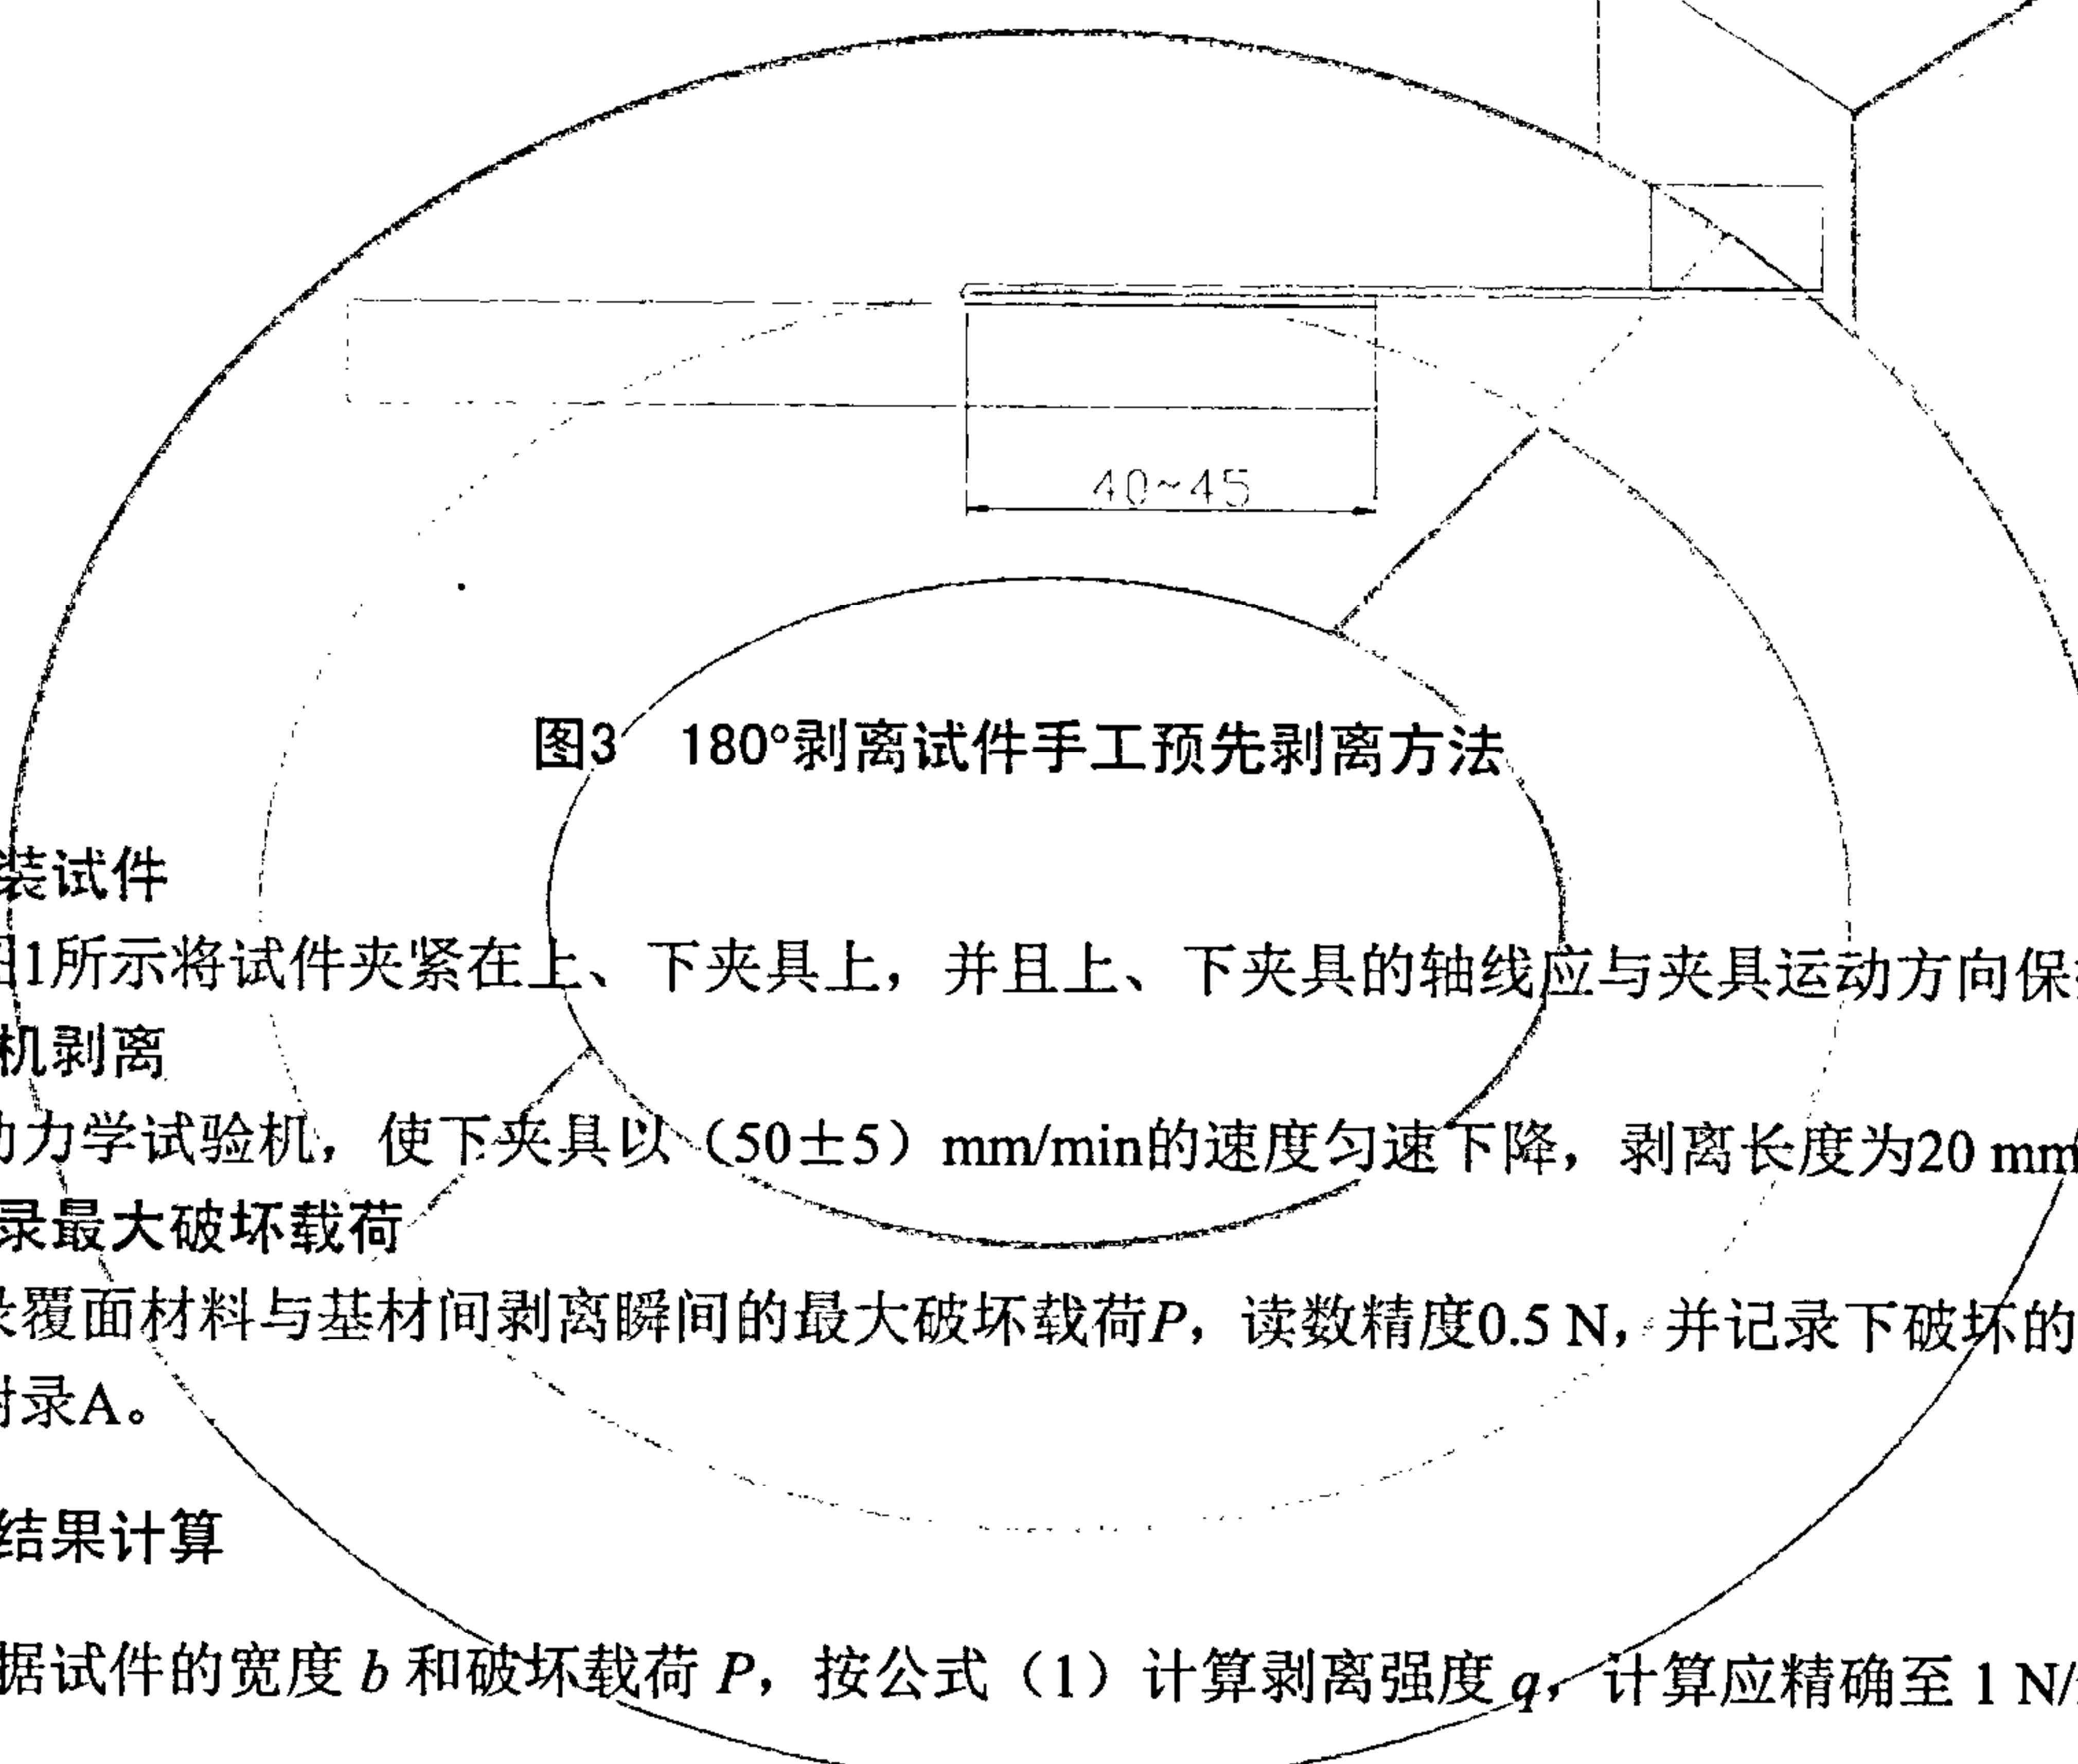 40~45
图3 180°剥离试件手工预先剥离方法
装试件
图1所示将试件夹紧在上、下夹具上，并且上、下夹具的轴线应与夹具运动方向保
机剥离
动力学试验机，使下夹具以（50±5）mm/min的速度匀速下降，剥离长度为20 mm
录最大破坏载荷
录覆面材料与基材间剥离瞬间的最大破坏载荷P，读数精度0.5 N，并记录下破坏的
附录A。
结果计算
据试件的宽度 b 和破坏载荷 P，按公式（1）计算剥离强度 q，计算应精确至 1 N/